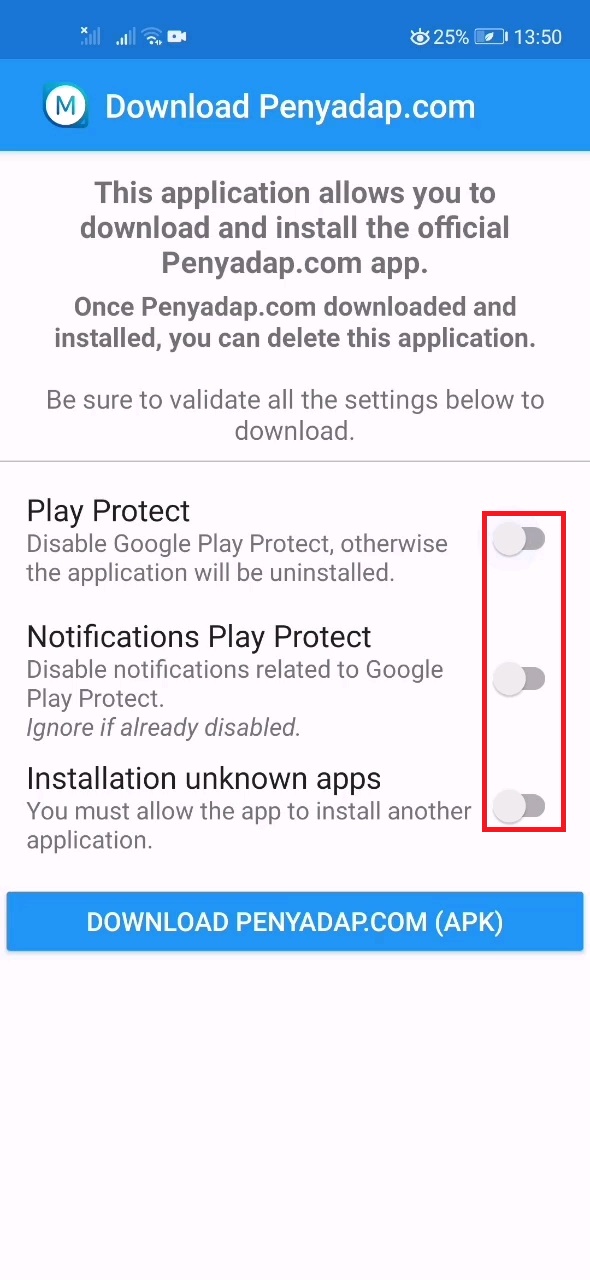 25% 13:50
M Download Penyadap.com
This application allows you to
download and install the official
Penyadap.com app.
Once Penyadap.com downloaded and
installed, you can delete this application.
Be sure to validate all the settings below to
download.
Play Protect
Disable Google Play Protect, otherwise
the application will be uninstalled.
Notifications Play Protect
Disable notifications related to Google
Play Protect.
Ignore if already disabled.
Installation unknown apps
You must allow the app to install another
application.
DOWNLOAD PENYADAP.COM (APK)